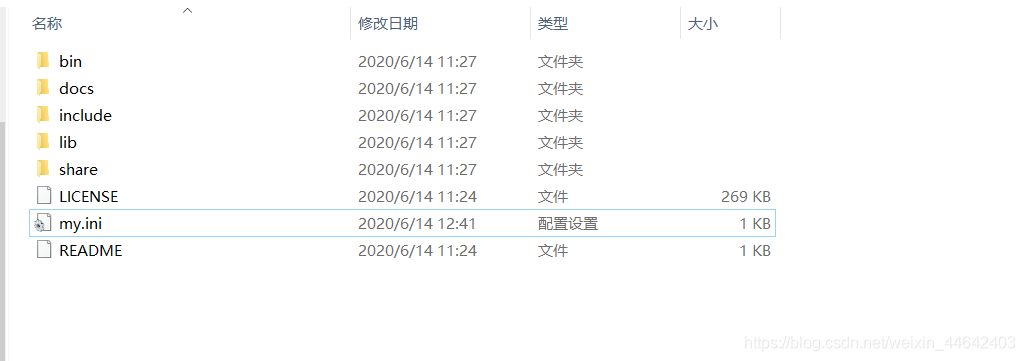 名称 修改日期 类型 大小
bin 2020/6/14 11:27 文件夹
docs 2020/6/14 11:27 文件夹
include 2020/6/14 11:27 文件夹
lib 2020/6/14 11:27 文件夹
share 2020/6/14 11:27 文件夹
LICENSE 2020/6/14 11:24 文件 269 KB
my.ini 2020/6/14 12:41 配置设置 1 KB
README 2020/6/14 11:24 文件 1 KB
https://blog.csdn.net/weixin_44642403